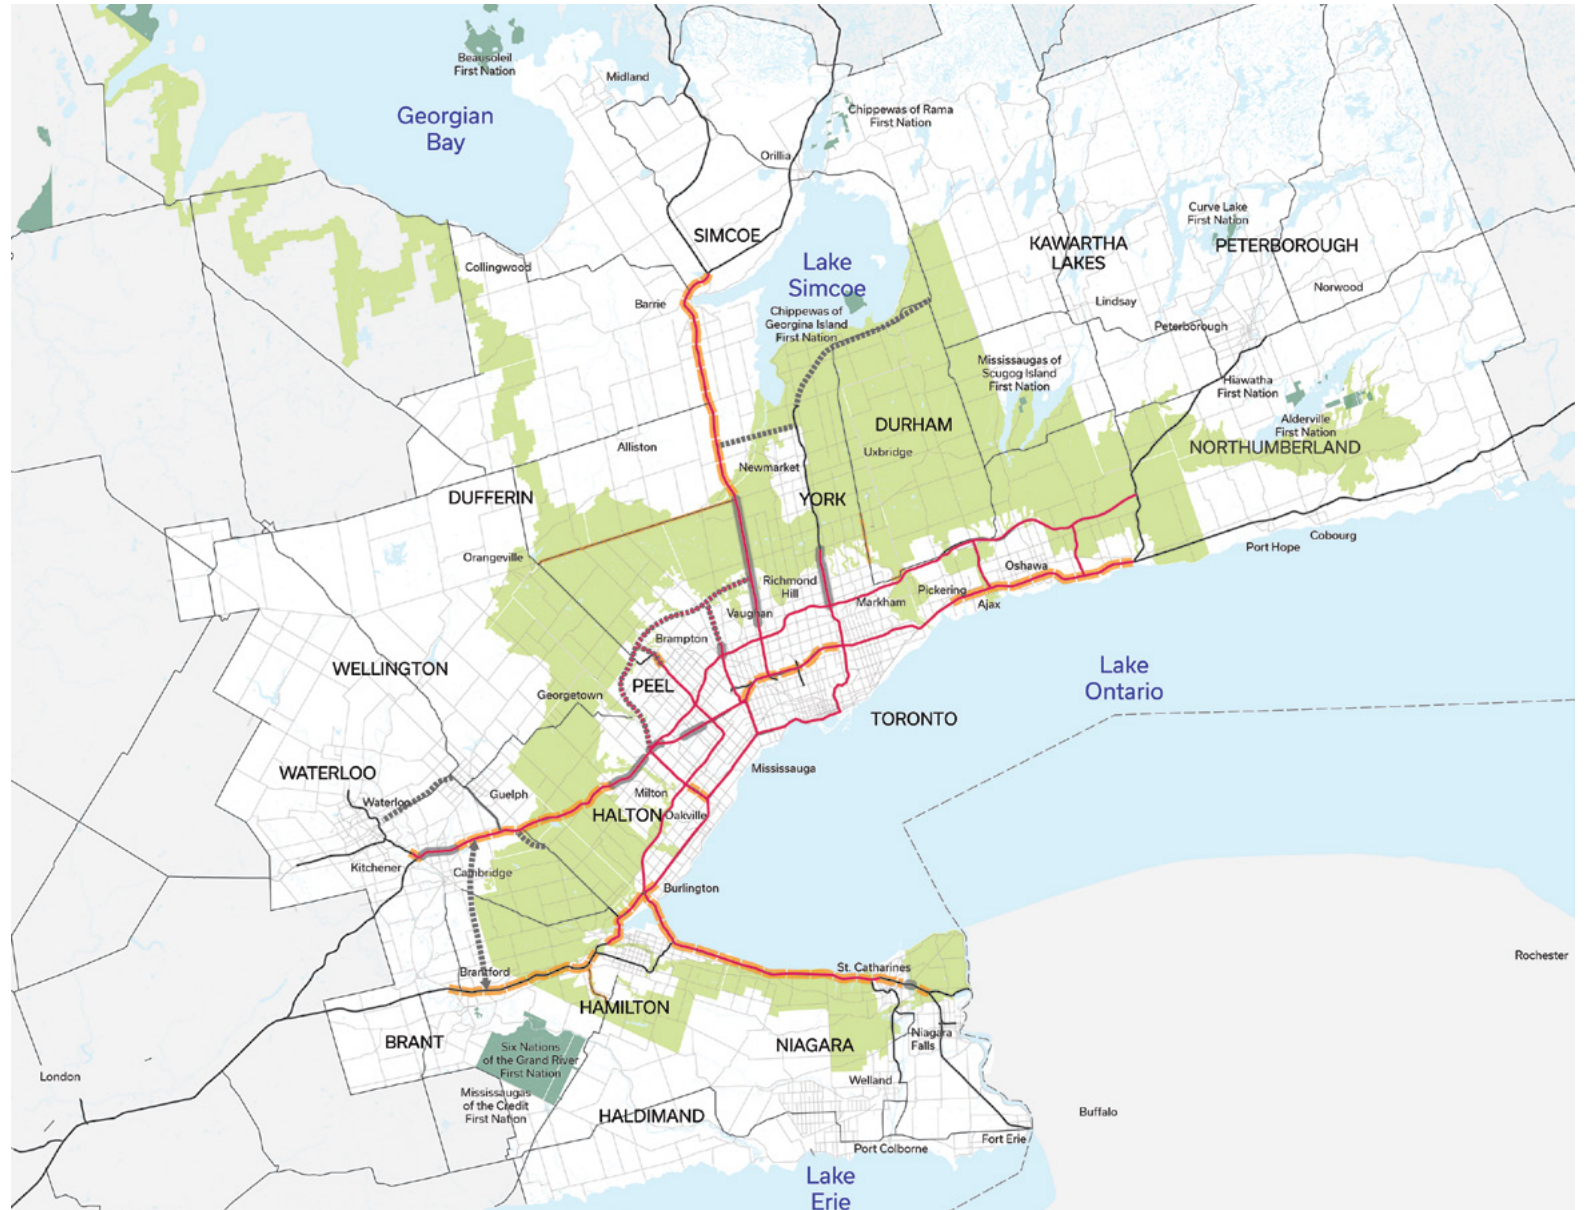 Beausoleil
First Nation
Midland
Georgian
Bay
Chippewas of Rama
First Nation
Orillia
Curve Lake
First Nation
SIMCOE
KAWARTHA
LAKES
PETERBOROUGH
Collingwood
Lake
Simcoe
Norwood
Barrie
Chippewas of
Georgina Island
First Nation
Lindsay
Peterborough
Mississaugas of
Scugog Island
First Nation
Hiawatha
First Nation
Alderville
First Nation
DURHAM
Alliston
Uxbridge
NORTHUMBERLAND
Newmarket
DUFFERIN
YORK
Orangeville
Cobourg
Port Hope
Oshawa
Richmond
Hill
Pickering
Markham
Ajax
Vaughan
Brampton
WELLINGTON
Lake
Ontario
PEEL
Georgetown
TORONTO
WATERLOO
Mississauga
Waterloo
Guelph
Milton
HALTON
Oakville
Kitchener
Cambridge
Burlington
Rochester
Brantford
St. Catharines
HAMILTON
BRANT
Six Nations
of the Grand River
First Nation
NIAGARA
Niagara
Falls
London
Mississaugas
of the Credit
First Nation
Welland
HALDIMAND
Buffalo
Fort Erie
Port Colborne
Lake
Erie